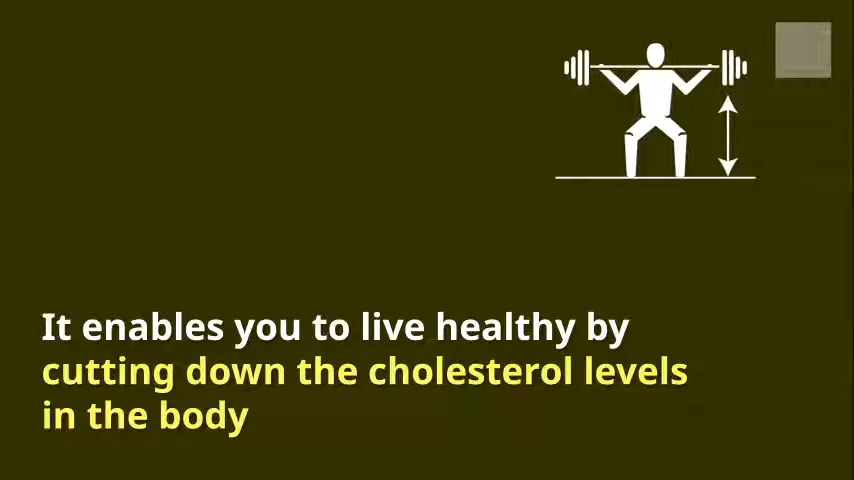 It enables you to live healthy by
cutting down the cholesterol levels
in the body